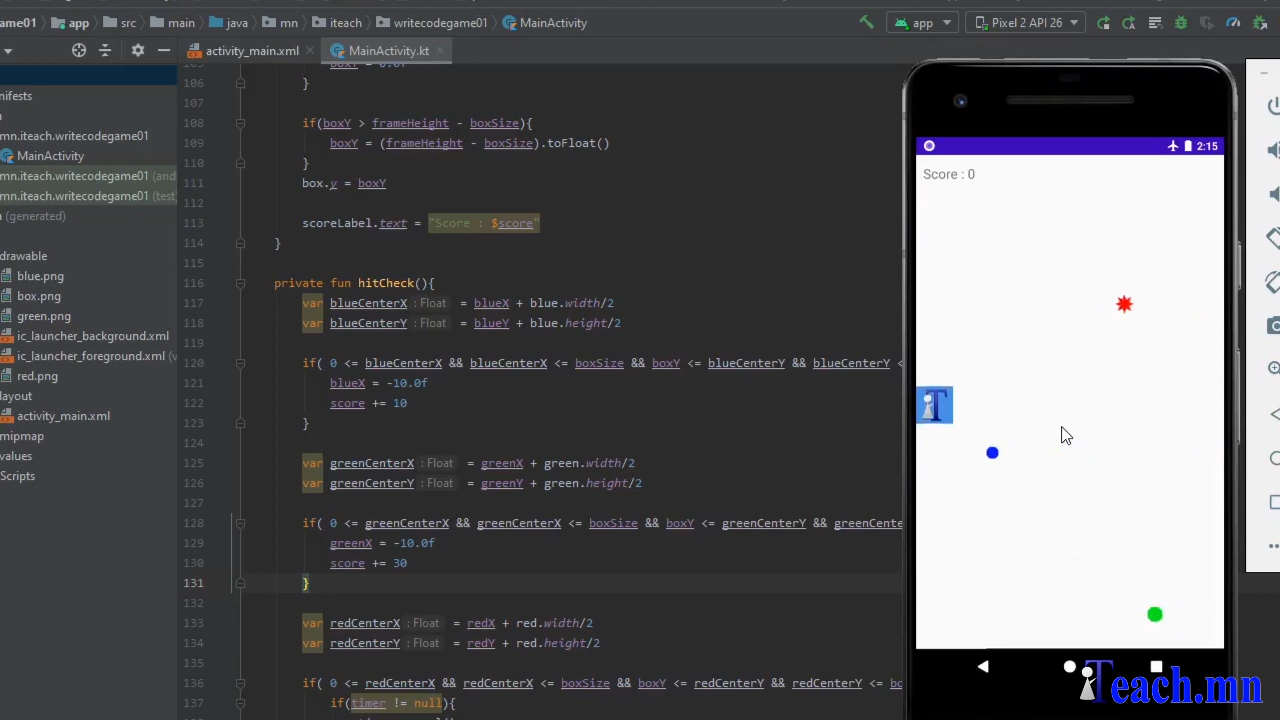 ame01 app src main java mn iteach writecodegame01 MainActivity app Pixel 2 API 26
activity_main.xml MainActivity.kt
nifests
mn.iteach.writecodegame01
MainActivity
mn.iteach.writecodegame01 (and
mn.iteach.writecodegame01 (test)
(generated)
drawable
blue.png
box.png
green.png
ic_launcher_background.xml
ic_launcher_foreground.xml (v
red.png
layout
activity_main.xml
mipmap
values
Scripts
106 }
107
108 if(boxY > frameHeight - boxSize){
109 boxY = (frameHeight - boxSize).toFloat()
110 }
111 box.y = boxY
112
113 scoreLabel.text = "Score : $score"
114 }
115
116 private fun hitCheck(){
117 var blueCenterX :Float = blueX + blue.width/2
118 var blueCenterY :Float = blueY + blue.height/2
119
120 if( 0 <= blueCenterX && blueCenterX <= boxSize && boxY <= blueCenterY && blueCenterY <
121 blueX = -10.0f
122 score += 10
123 }
124
125 var greenCenterX :Float = greenX + green.width/2
126 var greenCenterY :Float = greenY + green.height/2
127
128 if( 0 <= greenCenterX && greenCenterX <= boxSize && boxY <= greenCenterY && greenCente
129 greenX = -10.0f
130 score += 30
131 }
132
133 var redCenterX :Float = redX + red.width/2
134 var redCenterY :Float = redY + red.height/2
135
136 if( 0 <= redCenterX && redCenterX <= boxSize && boxY <= redCenterY && redCenterY <= bo
137 if(timer != null){
2:15
Score : 0
T
Teach.mn